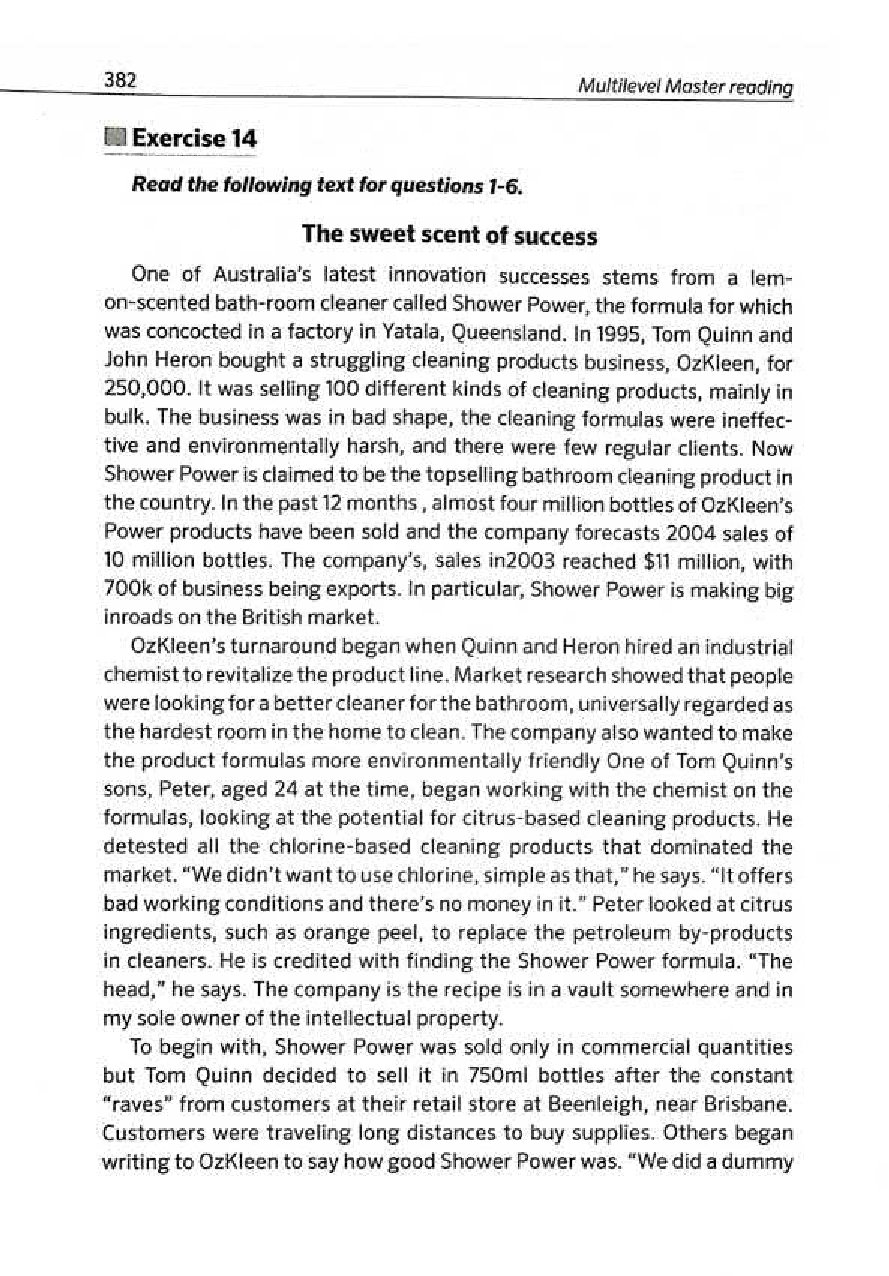 382
Multilevel Master reading
Exercise 14
Read the following text for questions 1-6.
The sweet scent of success
One of Australia's latest innovation successes stems from a lem-
on-scented bath-room cleaner called Shower Power, the formula for which
was concocted in a factory in Yatala, Queensland. In 1995, Tom Quinn and
John Heron bought a struggling cleaning products business, OzKleen, for
250,000. It was selling 100 different kinds of cleaning products, mainly in
bulk. The business was in bad shape, the cleaning formulas were ineffec-
tive and environmentally harsh, and there were few regular clients. Now
Shower Power is claimed to be the topselling bathroom cleaning product in
the country. In the past 12 months , almost four million bottles of OzKleen's
Power products have been sold and the company forecasts 2004 sales of
10 million bottles. The company's, sales in2003 reached $11 million, with
700k of business being exports. In particular, Shower Power is making big
inroads on the British market.
OzKleen's turnaround began when Quinn and Heron hired an industrial
chemist to revitalize the product line. Market research showed that people
were looking for a better cleaner for the bathroom, universally regarded as
the hardest room in the home to clean. The company also wanted to make
the product formulas more environmentally friendly One of Tom Quinn's
sons, Peter, aged 24 at the time, began working with the chemist on the
formulas, looking at the potential for citrus-based cleaning products. He
detested all the chlorine-based cleaning products that dominated the
market. "We didn't want to use chlorine, simple as that," he says. "It offers
bad working conditions and there's no money in it." Peter looked at citrus
ingredients, such as orange peel, to replace the petroleum by-products
in cleaners. He is credited with finding the Shower Power formula. "The
head," he says. The company is the recipe is in a vault somewhere and in
my sole owner of the intellectual property.
To begin with, Shower Power was sold only in commercial quantities
but Tom Quinn decided to sell it in 750ml bottles after the constant
"raves" from customers at their retail store at Beenleigh, near Brisbane.
Customers were traveling long distances to buy supplies. Others began
writing to OzKleen to say how good Shower Power was. "We did a dummy